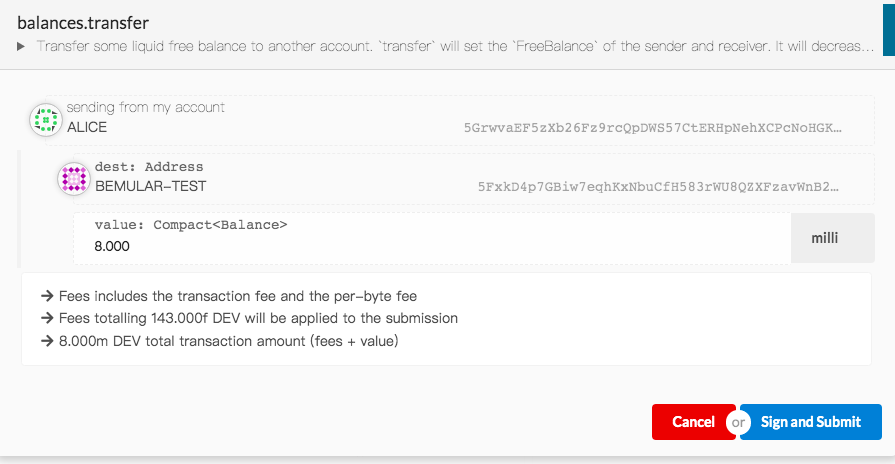 balances.transfer
Transfer some liquid free balance to another account. `transfer` will set the `FreeBalance` of the sender and receiver. It will decreas...
sending from my account
ALICE
5GrwvaEF5zXb26Fz9rcQpDWS57CtERHpNehXCPcNoHGK...
dest: Address
BEMULAR-TEST
5FxkD4p7GBiw7eqhKxNbuCfH583rWU8QZXFzavWnB2...
value: Compact<Balance>
8.000
milli
Fees includes the transaction fee and the per-byte fee
Fees totalling 143.000f DEV will be applied to the submission
8.000m DEV total transaction amount (fees + value)
Cancel or Sign and Submit